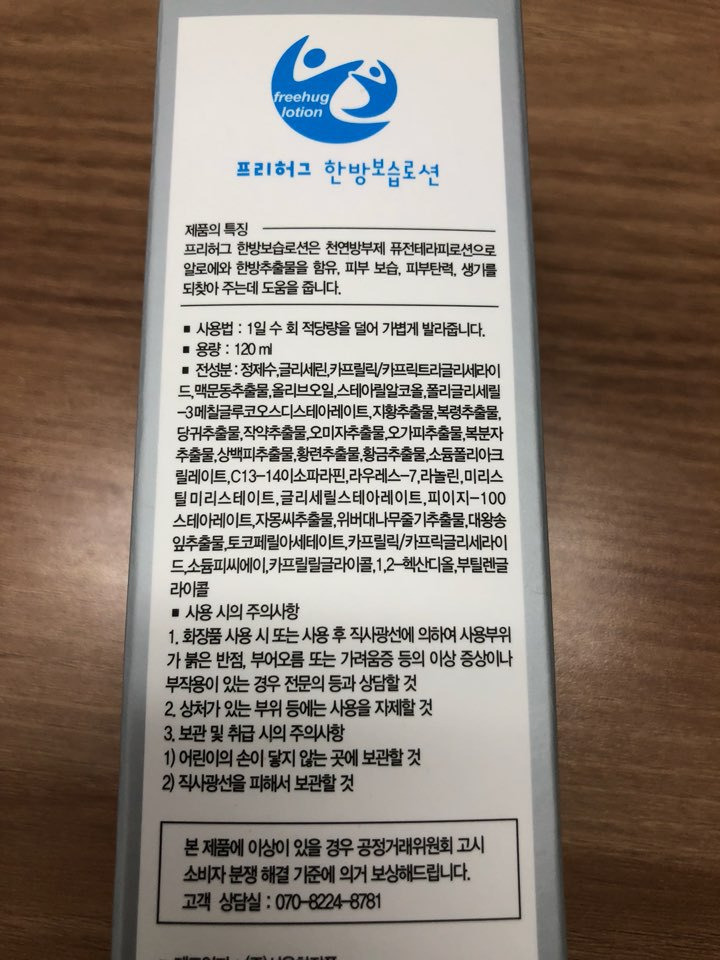 freehug
lotion
프리허그 한방보습로션
제품의 특징
프리허그 한방보습로션은 천연방부제 퓨전테라피로션으로
알로에와 한방추출물을 함유, 피부 보습, 피부탄력, 생기를
되찾아 주는데 도움을 줍니다.
■ 사용법 : 1일 수 회 적당량을 덜어 가볍게 발라줍니다.
■ 용량 : 120 ml
■ 전성분 : 정제수,글리세린,카프릴릭/카프릭트리글리세라이
드,맥문동추출물,올리브오일,스테아릴알코올,폴리글리세릴
-3메칠글루코오스디스테아레이트,지황추출물,복령추출물,
당귀추출물,작약추출물,오미자추출물,오가피추출물,복분자
추출물,상백피추출물,황련추출물,황금추출물,소듐폴리아크
릴레이트,C13-14이소파라핀,라우레스-7,라놀린,미리스
틸미리스테이트,글리세릴스테아레이트,피이지-100
스테아레이트,자몽씨추출물,위버대나무줄기추출물,대왕송
잎추출물,토코페릴아세테이트,카프릴릭/카프릭글리세라이
드,소듐피씨에이,카프릴릴글라이콜,1,2-헥산디올,부틸렌글
라이콜
■ 사용 시의 주의사항
1. 화장품 사용 시 또는 사용 후 직사광선에 의하여 사용부위
가 붉은 반점, 부어오름 또는 가려움증 등의 이상 증상이나
부작용이 있는 경우 전문의 등과 상담할 것
2. 상처가 있는 부위 등에는 사용을 자제할 것
3. 보관 및 취급 시의 주의사항
1) 어린이의 손이 닿지 않는 곳에 보관할 것
2) 직사광선을 피해서 보관할 것
본 제품에 이상이 있을 경우 공정거래위원회 고시
소비자 분쟁 해결 기준에 의거 보상해드립니다.
고객 상담실 : 070-8224-8781